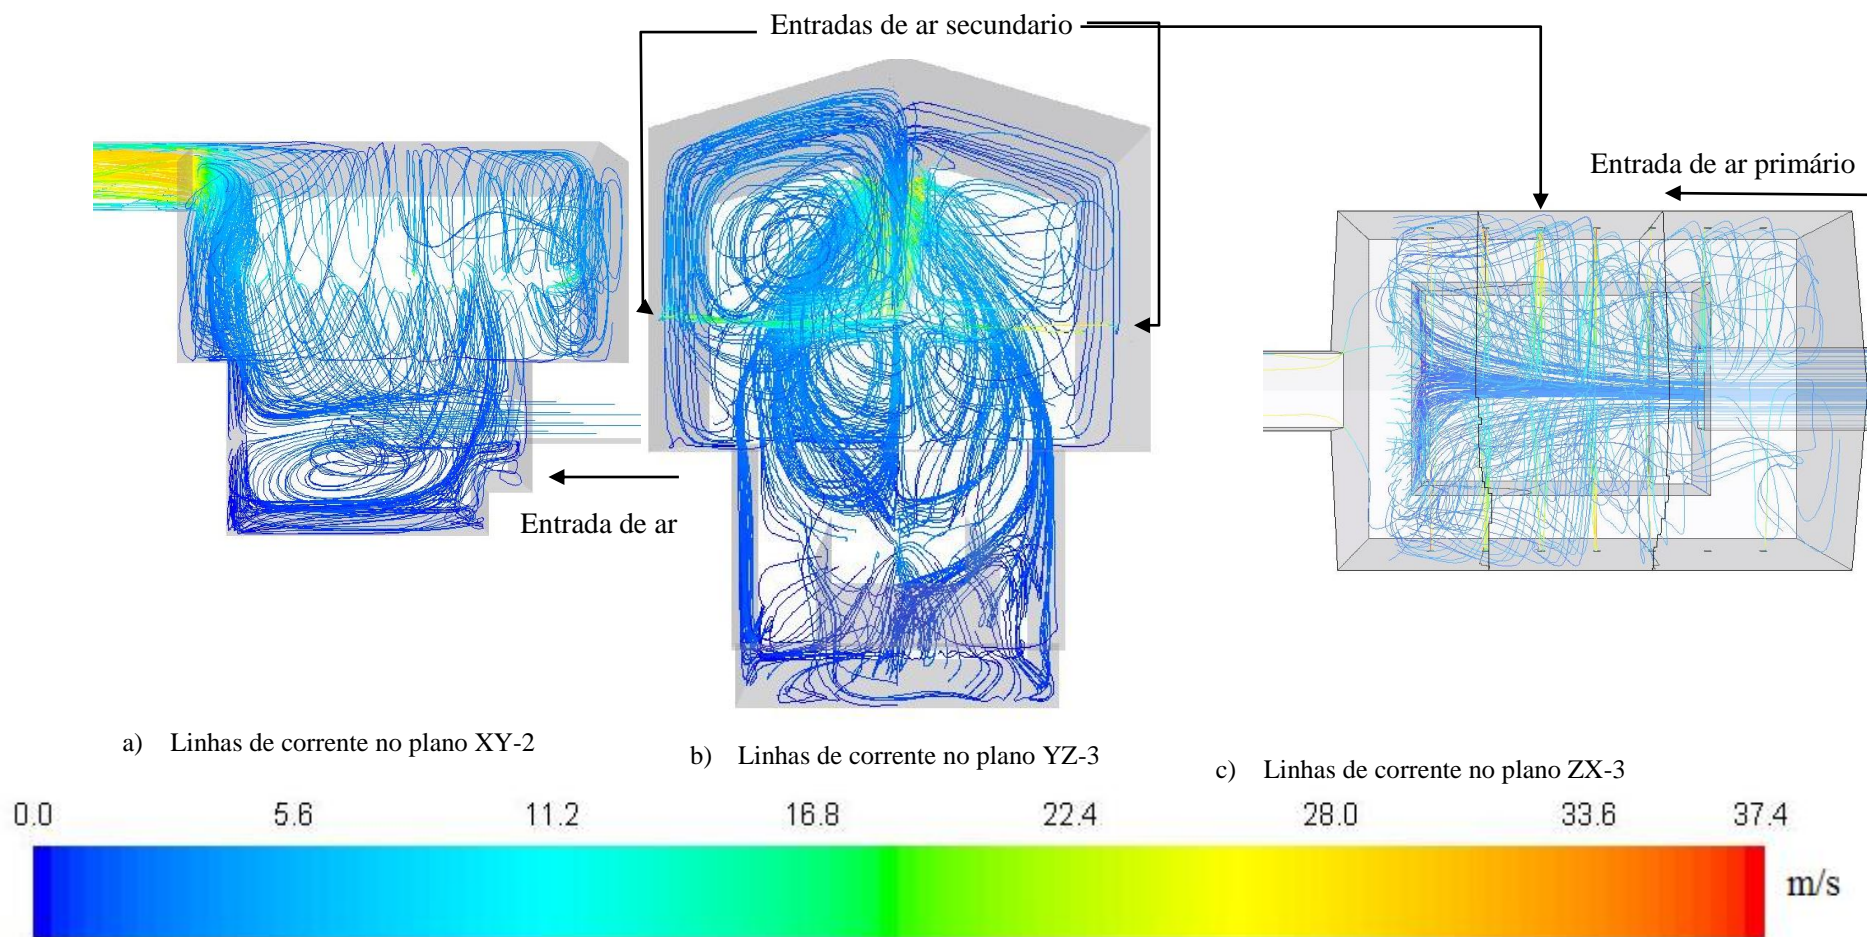 Entradas de ar secundario
Entrada de ar primário
Entrada de ar
a) Linhas de corrente no plano XY-2
b) Linhas de corrente no plano YZ-3
c) Linhas de corrente no plano ZX-3
0.0 5.6 11.2 16.8 22.4 28.0 33.6 37.4
m/s